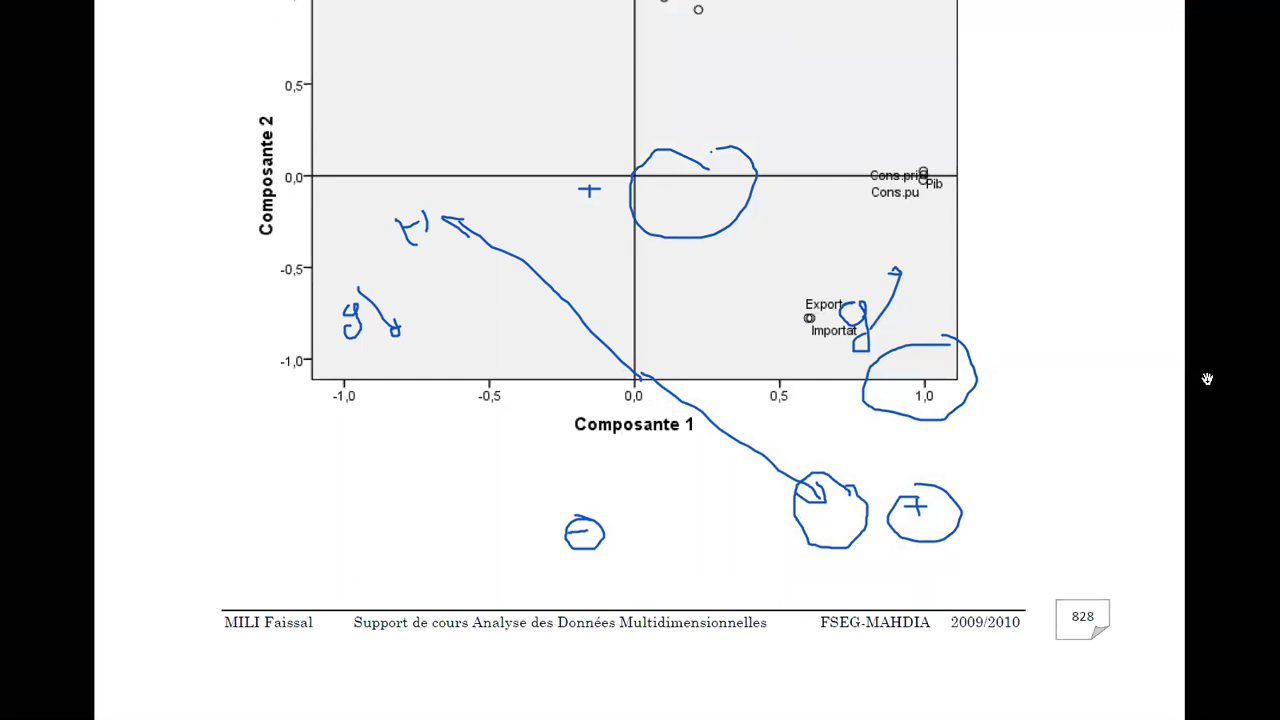 0,5
Composante 2
0,0
Cons.pri
Pib
Cons.pu
+
-0,5
Export
Importat
g
g
-1,0
-1,0 -0,5 0,0 0,5 1,0
Composante 1
+
-
MILI Faissal Support de cours Analyse des Données Multidimensionnelles FSEG-MAHDIA 2009/2010 828